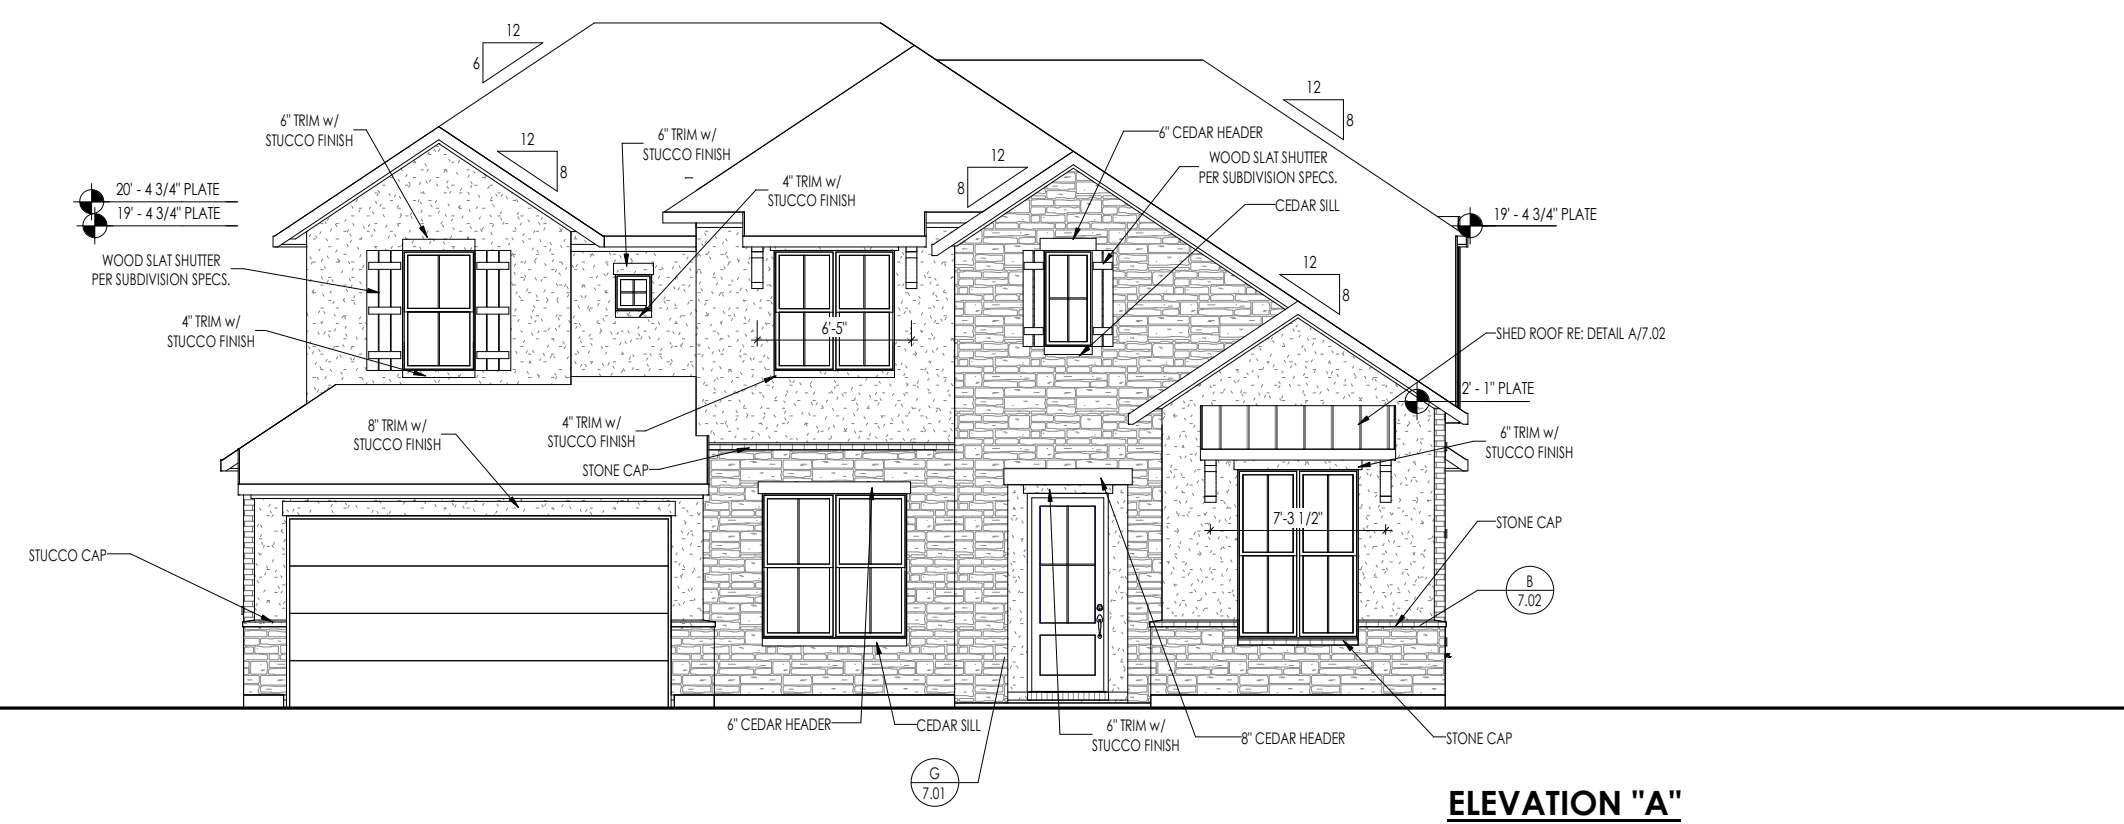 12
6
12
8
6" TRIM w/
STUCCO FINISH
12
8
6" TRIM w/
STUCCO FINISH
6" CEDAR HEADER
12
8
WOOD SLAT SHUTTER
PER SUBDIVISION SPECS.
4" TRIM w/
STUCCO FINISH
20' - 4 3/4" PLATE
19' - 4 3/4" PLATE
CEDAR SILL
19' - 4 3/4" PLATE
WOOD SLAT SHUTTER
PER SUBDIVISION SPECS.
12
8
4" TRIM w/
STUCCO FINISH
6'-5"
SHED ROOF RE: DETAIL A/7.02
2' - 1" PLATE
8" TRIM w/
STUCCO FINISH
4" TRIM w/
STUCCO FINISH
6" TRIM w/
STUCCO FINISH
STONE CAP
7'-3 1/2"
STONE CAP
STUCCO CAP
B
7.02
6" CEDAR HEADER
CEDAR SILL
6" TRIM w/
STUCCO FINISH
8" CEDAR HEADER
STONE CAP
G
7.01
ELEVATION "A"